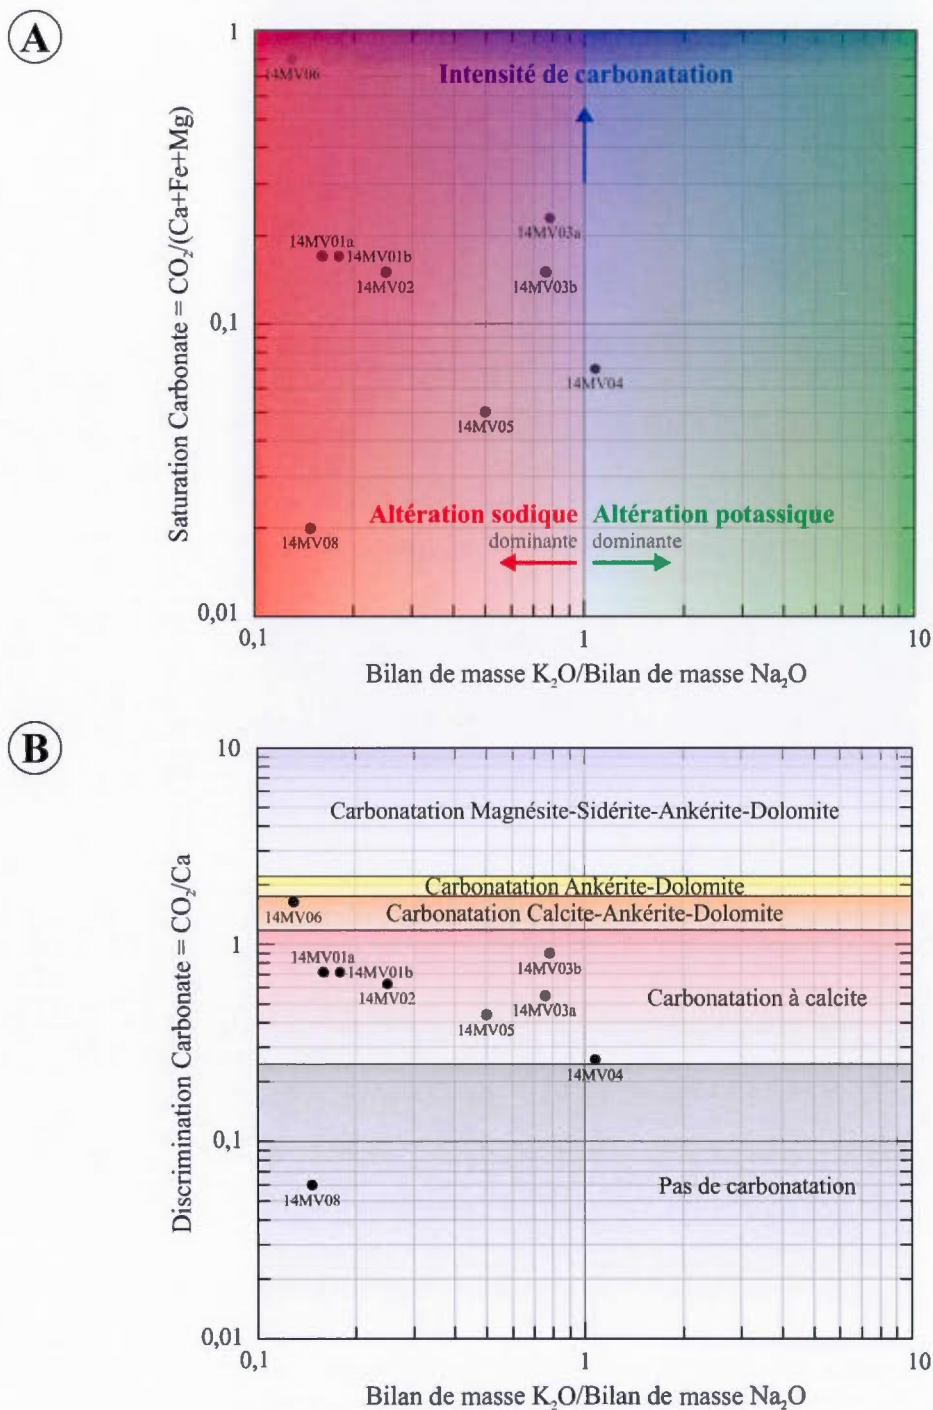 A
1
14MV06
Intensité de carbonatation
Saturation Carbonate = CO₂/(Ca+Fe+Mg)
14MV03a
14MV01a
14MV01b
14MV02
14MV03b
0,1
14MV04
14MV05
Altération sodique
dominante
Altération potassique
dominante
14MV08
0,01
0,1
1
10
Bilan de masse K₂O/Bilan de masse Na₂O
B
10
Carbonatation Magnésite-Sidérite-Ankérite-Dolomite
Carbonatation Ankérite-Dolomite
Carbonatation Calcite-Ankérite-Dolomite
14MV06
Discrimination Carbonate = CO₂/Ca
1
14MV01a
14MV01b
14MV02
14MV03b
14MV03a
14MV05
Carbonatation à calcite
14MV04
0,1
Pas de carbonatation
14MV08
0,01
0,1
1
10
Bilan de masse K₂O/Bilan de masse Na₂O